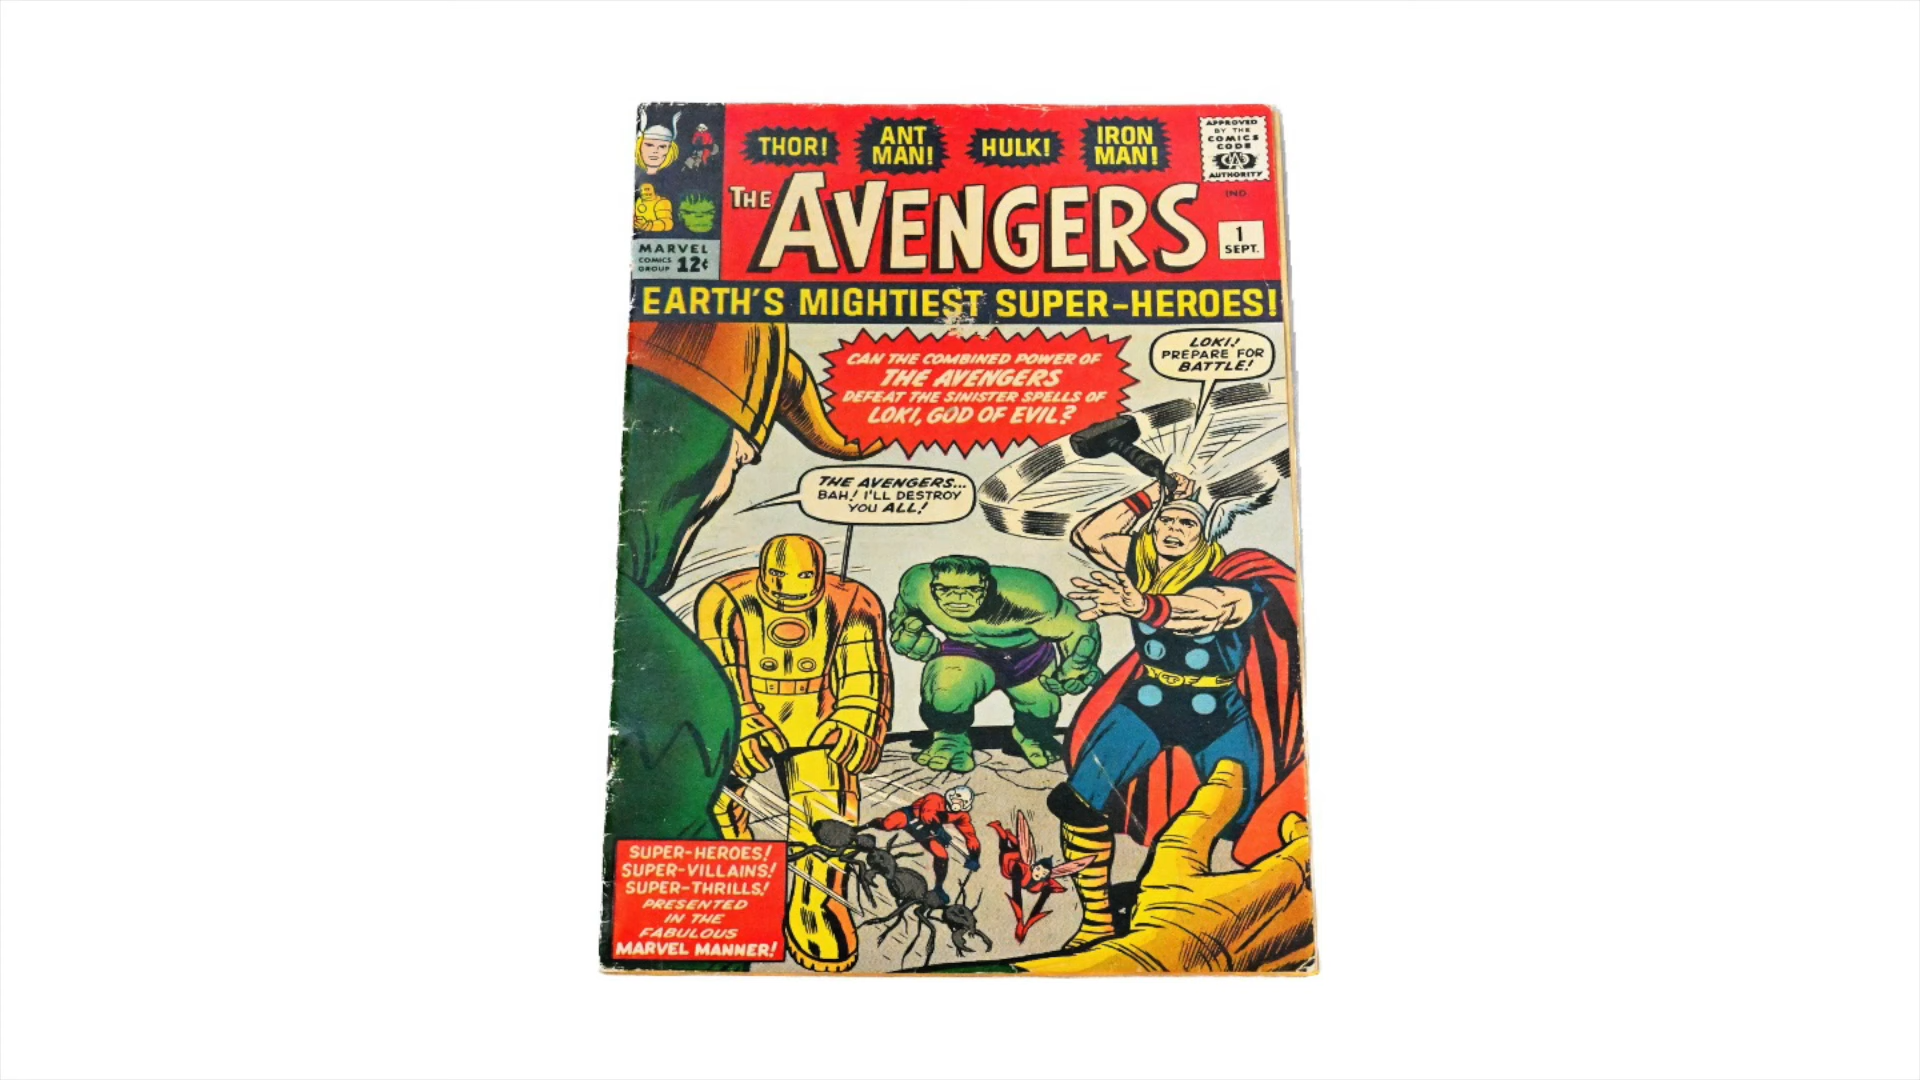 THOR!
ANT
MAN!
HULK!
IRON
MAN!
APPROVED
BY THE
COMICS
CODE
CA
AUTHORITY
THE AVENGERS
IND.
1
SEPT.
MARVEL
COMICS
GROUP 12¢
EARTH'S MIGHTIEST SUPER-HEROES!
CAN THE COMBINED POWER OF
THE AVENGERS
DEFEAT THE SINISTER SPELLS OF
LOKI, GOD OF EVIL?
LOKI!
PREPARE FOR
BATTLE!
THE AVENGERS...
BAH! I'LL DESTROY
YOU ALL!
SUPER-HEROES!
SUPER-VILLAINS!
SUPER-THRILLS!
PRESENTED
IN THE
FABULOUS
MARVEL MANNER!